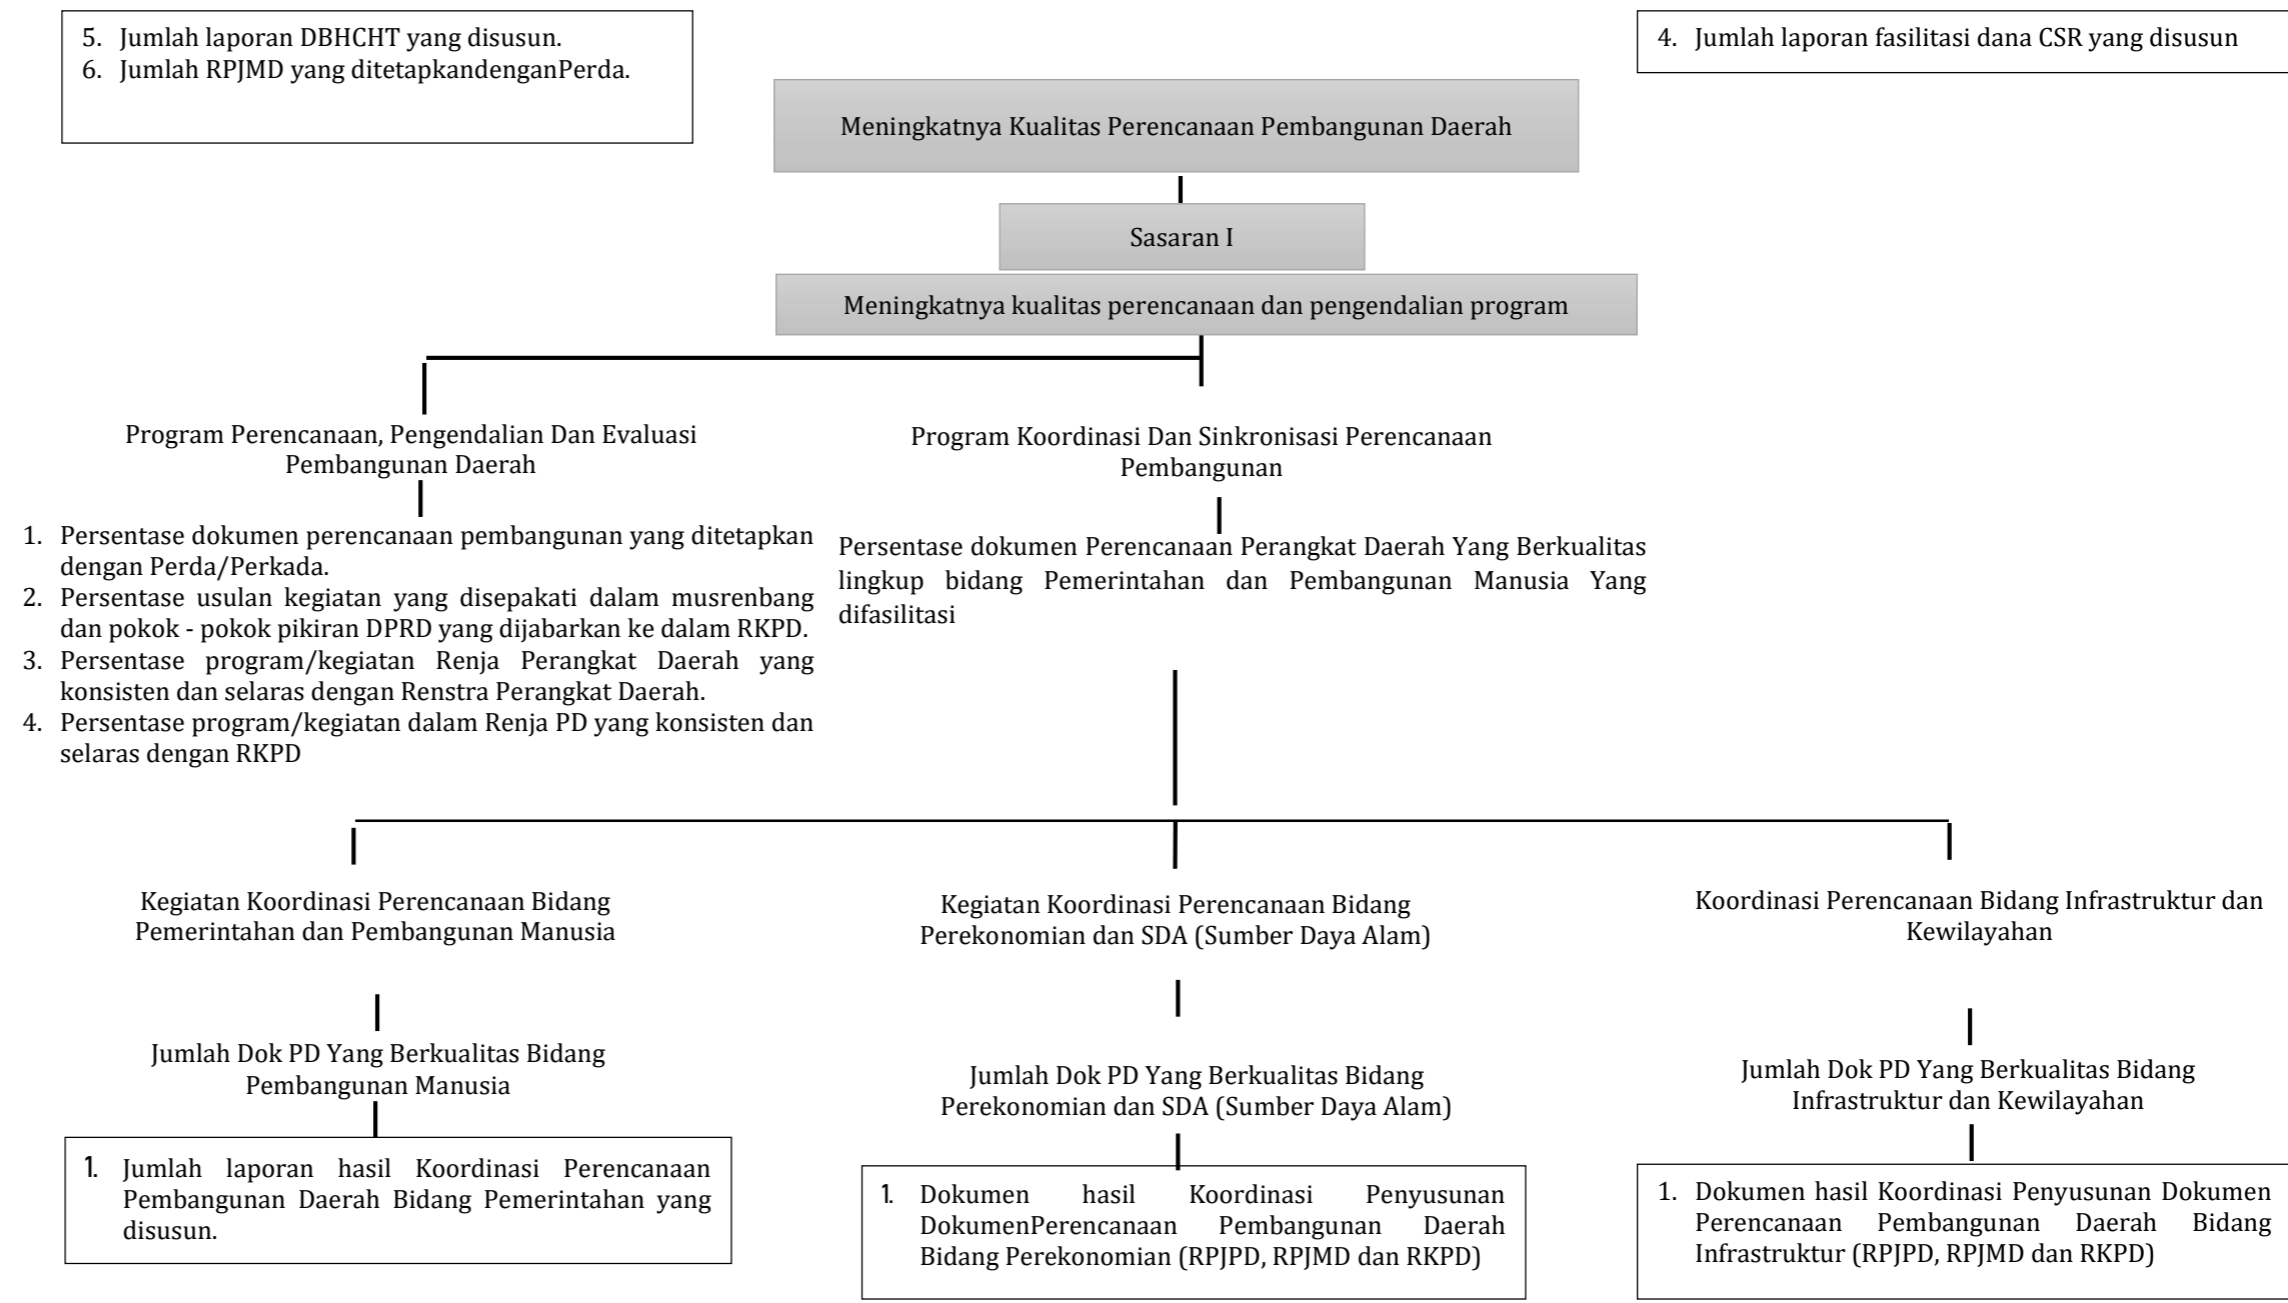 5. Jumlah laporan DBHCHT yang disusun.
6. Jumlah RPJMD yang ditetapkandenganPerda.
4. Jumlah laporan fasilitasi dana CSR yang disusun
Meningkatnya Kualitas Perencanaan Pembangunan Daerah
Sasaran I
Meningkatnya kualitas perencanaan dan pengendalian program
Program Perencanaan, Pengendalian Dan Evaluasi
Pembangunan Daerah
Program Koordinasi Dan Sinkronisasi Perencanaan
Pembangunan
1. Persentase dokumen perencanaan pembangunan yang ditetapkan
dengan Perda/Perkada.
2. Persentase usulan kegiatan yang disepakati dalam musrenbang
dan pokok - pokok pikiran DPRD yang dijabarkan ke dalam RKPD.
3. Persentase program/kegiatan Renja Perangkat Daerah yang
konsisten dan selaras dengan Renstra Perangkat Daerah.
4. Persentase program/kegiatan dalam Renja PD yang konsisten dan
selaras dengan RKPD
Persentase dokumen Perencanaan Perangkat Daerah Yang Berkualitas
lingkup bidang Pemerintahan dan Pembangunan Manusia Yang
difasilitasi
Kegiatan Koordinasi Perencanaan Bidang
Pemerintahan dan Pembangunan Manusia
Kegiatan Koordinasi Perencanaan Bidang
Perekonomian dan SDA (Sumber Daya Alam)
Koordinasi Perencanaan Bidang Infrastruktur dan
Kewilayahan
Jumlah Dok PD Yang Berkualitas Bidang
Pembangunan Manusia
Jumlah Dok PD Yang Berkualitas Bidang
Perekonomian dan SDA (Sumber Daya Alam)
Jumlah Dok PD Yang Berkualitas Bidang
Infrastruktur dan Kewilayahan
1. Jumlah laporan hasil Koordinasi Perencanaan
Pembangunan Daerah Bidang Pemerintahan yang
disusun.
1. Dokumen hasil Koordinasi Penyusunan
DokumenPerencanaan Pembangunan Daerah
Bidang Perekonomian (RPJPD, RPJMD dan RKPD)
1. Dokumen hasil Koordinasi Penyusunan Dokumen
Perencanaan Pembangunan Daerah Bidang
Infrastruktur (RPJPD, RPJMD dan RKPD)